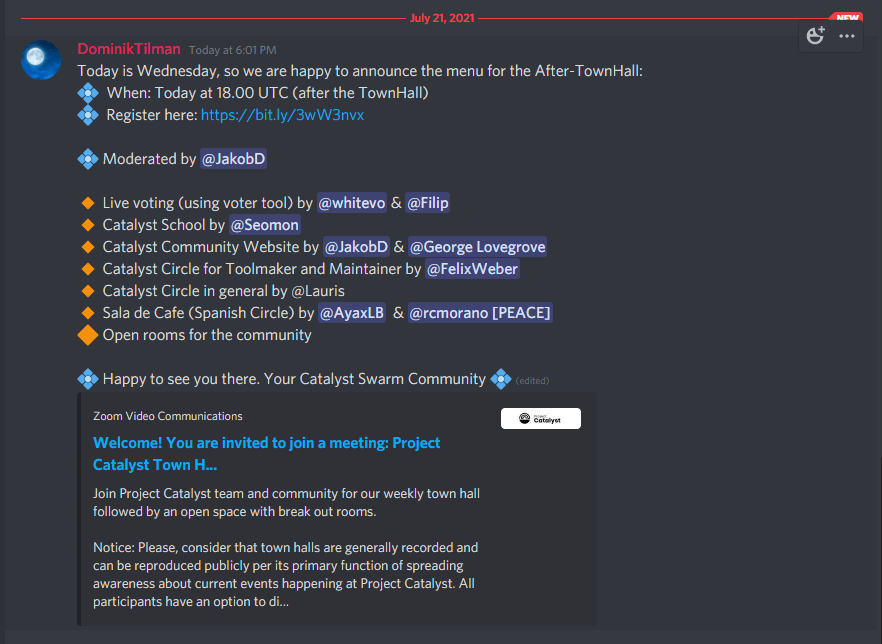 July 21, 2021
NEW
DominikTilman Today at 6:01 PM
Today is Wednesday, so we are happy to announce the menu for the After-TownHall:
When: Today at 18.00 UTC (after the TownHall)
Register here: https://bit.ly/3wW3nvx
Moderated by @JakobD
Live voting (using voter tool) by @whitevo & @Filip
Catalyst School by @Seomon
Catalyst Community Website by @JakobD & @George Lovegrove
Catalyst Circle for Toolmaker and Maintainer by @FelixWeber
Catalyst Circle in general by @Lauris
Sala de Cafe (Spanish Circle) by @AyaxLB & @rcmorano [PEACE]
Open rooms for the community
Happy to see you there. Your Catalyst Swarm Community (edited)
Zoom Video Communications
Project
Catalyst
Welcome! You are invited to join a meeting: Project
Catalyst Town H...
Join Project Catalyst team and community for our weekly town hall
followed by an open space with break out rooms.
Notice: Please, consider that town halls are generally recorded and
can be reproduced publicly per its primary function of spreading
awareness about current events happening at Project Catalyst. All
participants have an option to di...